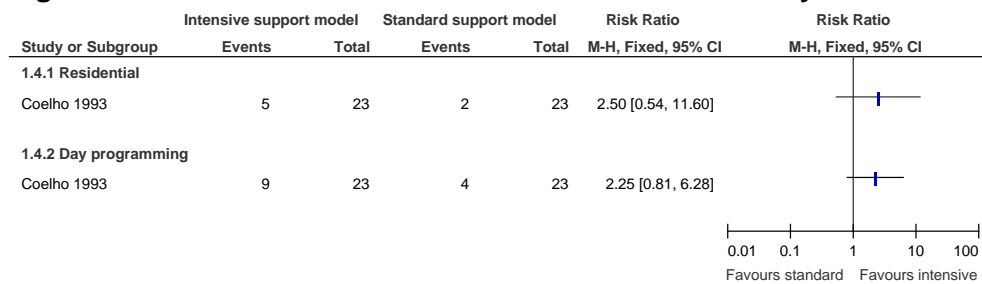 Intensive support model Standard support model Risk Ratio Risk Ratio
Study or Subgroup Events Total Events Total M-H, Fixed, 95% CI M-H, Fixed, 95% CI
1.4.1 Residential
Coelho 1993 5 23 2 23 2.50 [0.54, 11.60]
1.4.2 Day programming
Coelho 1993 9 23 4 23 2.25 [0.81, 6.28]
0.01 0.1 1 10 100
Favours standard Favours intensive